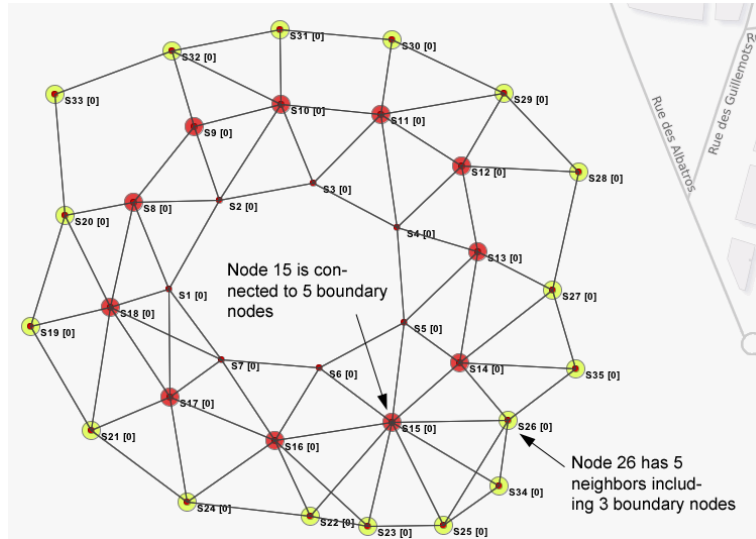 S31 [0]
S30 [0]
S32 [0]
S33 [0]
S29 [0]
S10 [0]
S11 [0]
S9 [0]
S12 [0]
S28 [0]
S3 [0]
S8 [0]
S2 [0]
S20 [0]
S4 [0]
S13 [0]
Node 15 is con-
nected to 5 boundary
nodes
S1 [0]
S27 [0]
S18 [0]
S19 [0]
S5 [0]
S7 [0]
S6 [0]
S14 [0]
S35 [0]
S17 [0]
S15 [0]
S26 [0]
S21 [0]
S16 [0]
Node 26 has 5
neighbors includ-
ing 3 boundary nodes
S34 [0]
S24 [0]
S22 [0]
S23 [0]
S25 [0]
Rue des Albatros
Rue des Guillemots